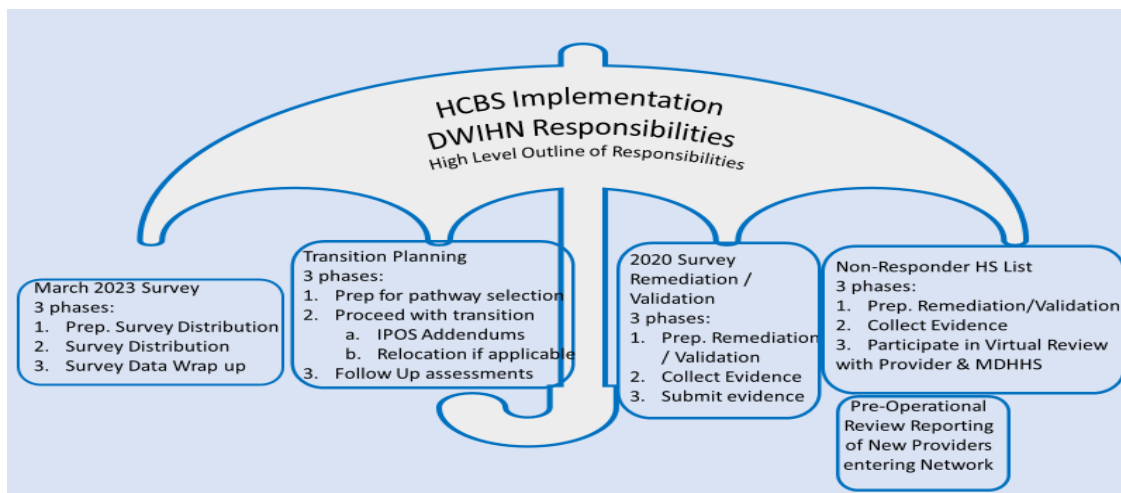 HCBS Implementation
DWIHN Responsibilities
High Level Outline of Responsibilities
March 2023 Survey
3 phases:
1. Prep. Survey Distribution
2. Survey Distribution
3. Survey Data Wrap up
Transition Planning
3 phases:
1. Prep for pathway selection
2. Proceed with transition
a. IPOS Addendums
b. Relocation if applicable
3. Follow Up assessments
2020 Survey
Remediation /
Validation
3 phases:
1. Prep. Remediation
/ Validation
2. Collect Evidence
3. Submit evidence
Non-Responder HS List
3 phases:
1. Prep. Remediation/Validation
2. Collect Evidence
3. Participate in Virtual Review
with Provider & MDHHS
Pre-Operational
Review Reporting
of New Providers
entering Network